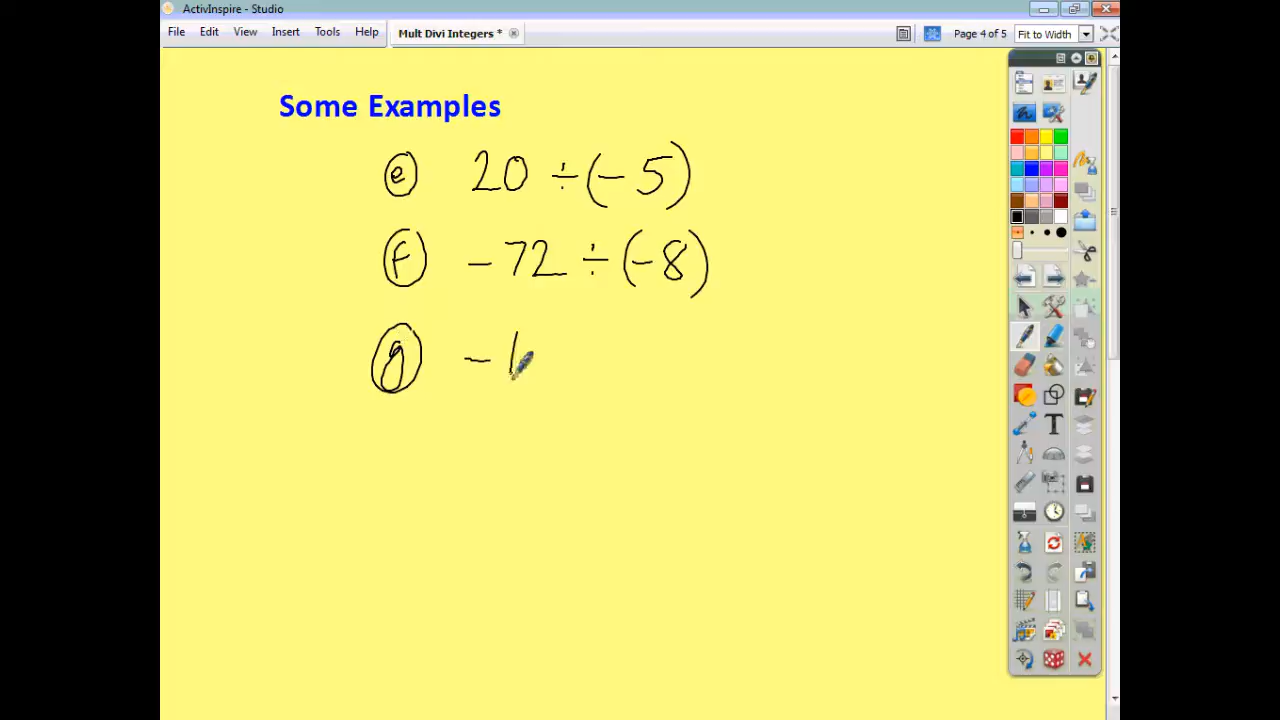 ActivInspire - Studio
File Edit View Insert Tools Help Mult Divi Integers * Page 4 of 5 Fit to Width
Some Examples
e 20 ÷ (- 5)
f - 72 ÷ (- 8)
g - 1
T